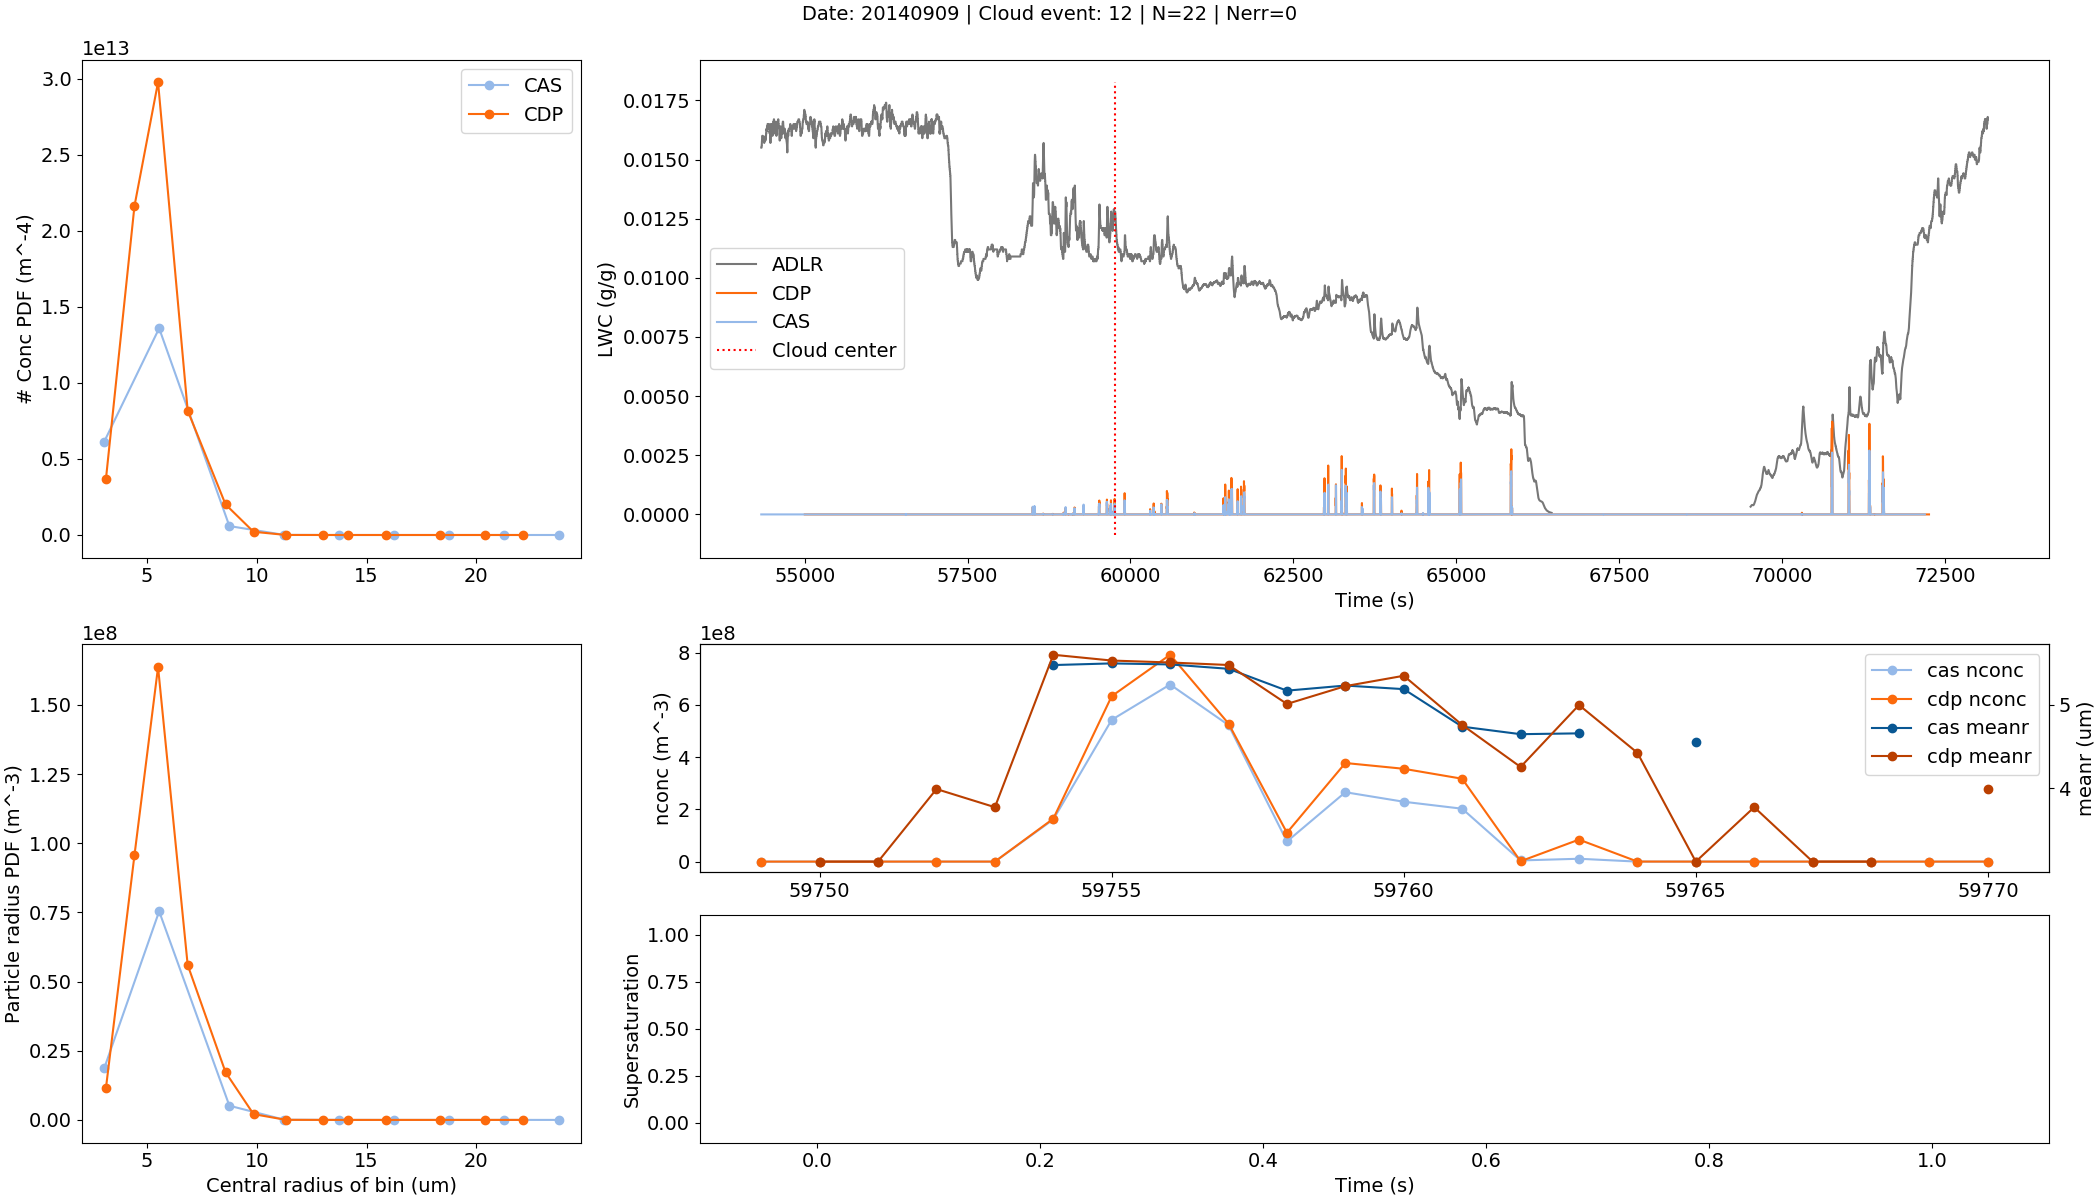 Date: 20140909 | Cloud event: 12 | N=22 | Nerr=0
1e13
# Conc PDF (m^-4)
3.0
2.5
2.0
1.5
1.0
0.5
0.0
5 10 15 20
CAS
CDP
LWC (g/g)
0.0175
0.0150
0.0125
0.0100
0.0075
0.0050
0.0025
0.0000
ADLR
CDP
CAS
Cloud center
55000 57500 60000 62500 65000 67500 70000 72500
Time (s)
1e8
Particle radius PDF (m^-3)
1.50
1.25
1.00
0.75
0.50
0.25
0.00
5 10 15 20
Central radius of bin (um)
1e8
nconc (m^-3)
8
6
4
2
0
59750 59755 59760 59765 59770
cas nconc
cdp nconc
cas meanr
cdp meanr
5
4
meanr (um)
Supersaturation
1.00
0.75
0.50
0.25
0.00
0.0 0.2 0.4 0.6 0.8 1.0
Time (s)